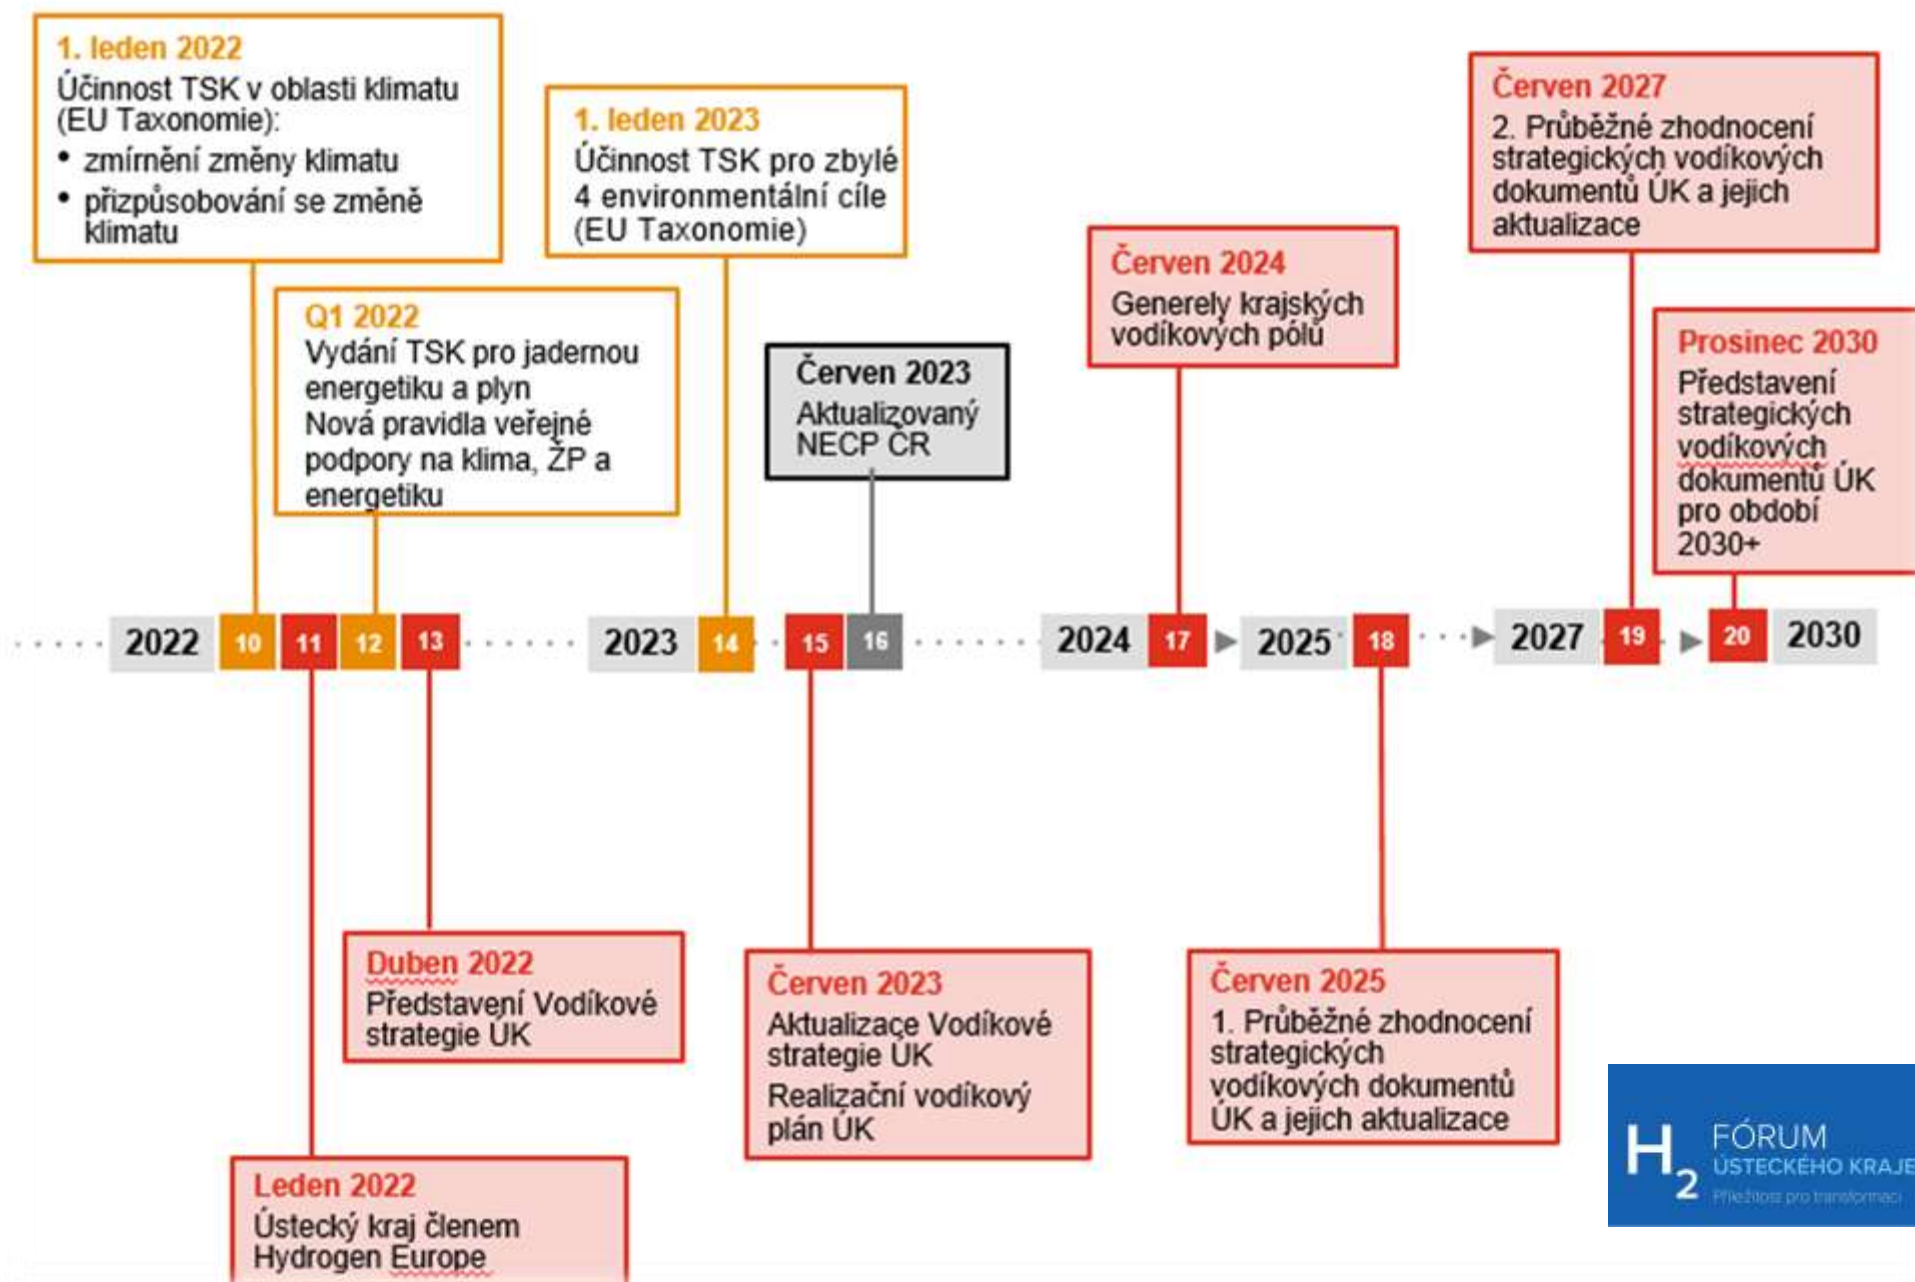 1. leden 2022
Účinnost TSK v oblasti klimatu
(EU Taxonomie):
• zmírnění změny klimatu
• přizpůsobování se změně
klimatu
1. leden 2023
Účinnost TSK pro zbylé
4 environmentální cíle
(EU Taxonomie)
Červen 2027
2. Průběžné zhodnocení
strategických vodíkových
dokumentů ÚK a jejich
aktualizace
Q1 2022
Vydání TSK pro jadernou
energetiku a plyn
Nová pravidla veřejné
podpory na klima, ŽP a
energetiku
Červen 2023
Aktualizovaný
NECP ČR
Červen 2024
Generely krajských
vodíkových pólů
Prosinec 2030
Představení
strategických
vodíkových
dokumentů ÚK
pro období
2030+
2022 10 11 12 13 2023 14 15 16 2024 17 2025 18 2027 19 20 2030
Duben 2022
Představení Vodíkové
strategie ÚK
Červen 2023
Aktualizace Vodíkové
strategie ÚK
Realizační vodíkový
plán ÚK
Červen 2025
1. Průběžné zhodnocení
strategických
vodíkových dokumentů
ÚK a jejich aktualizace
Leden 2022
Ústecký kraj členem
Hydrogen Europe
H2 FÓRUM
ÚSTECKÉHO KRAJE
Příležitost pro transformaci